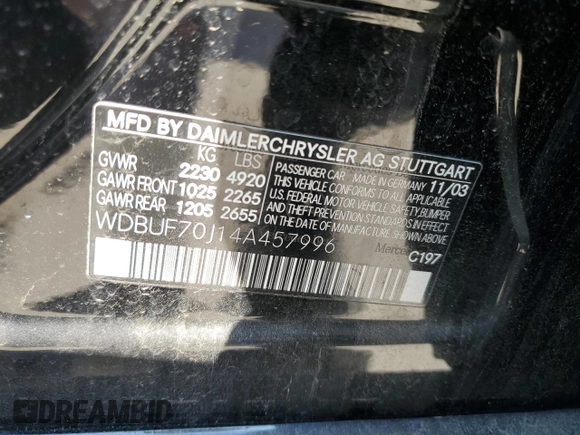 MFD BY DAIMLERCHRYSLER AG STUTTGART
KG LBS
GVWR 2230 4920
GAWR FRONT 1025 2265
GAWR REAR 1205 2655
PASSENGER CAR MADE IN GERMANY 11/03
THIS VEHICLE CONFORMS TO ALL APPLICABLE
U.S. FEDERAL MOTOR VEHICLE SAFETY, BUMPER
AND THEFT PREVENTION STANDARDS IN EFFECT
ON THE DATE OF MANUFACTURE SHOWN ABOVE.
WDBUF70J14A457996
Mercedes C197
DREAMBID